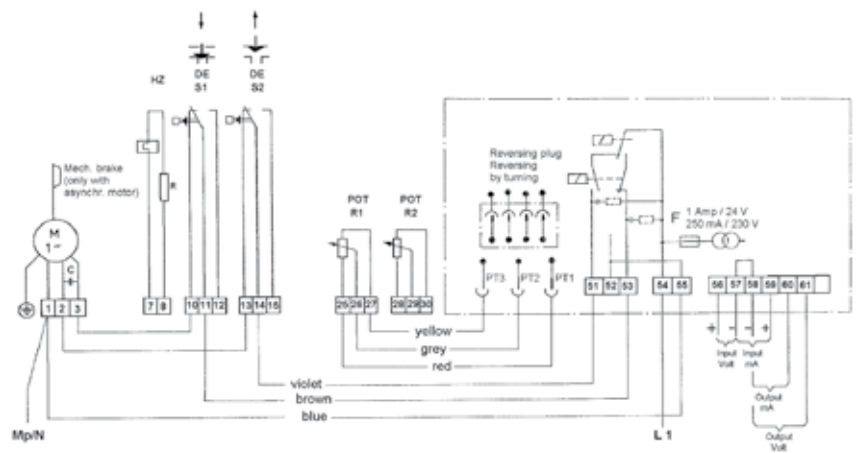 HZ
DE
S1
DE
S2
Mech. brake
(only with
asynchr. motor)
R
M
1~
C
POT
R1
POT
R2
Reversing plug
Reversing
by turning
F
1 Amp / 24 V
250 mA / 230 V
PT3
PT2
PT1
1 2 3
7 8
10 11 12
13 14 15
25 26 27
28 29 30
51 52 53
54 55
56 57 58 59 60 61
yellow
grey
red
violet
brown
blue
+ - - +
Input
Volt
Input
mA
Output
mA
Output
Volt
Mp/N
L 1